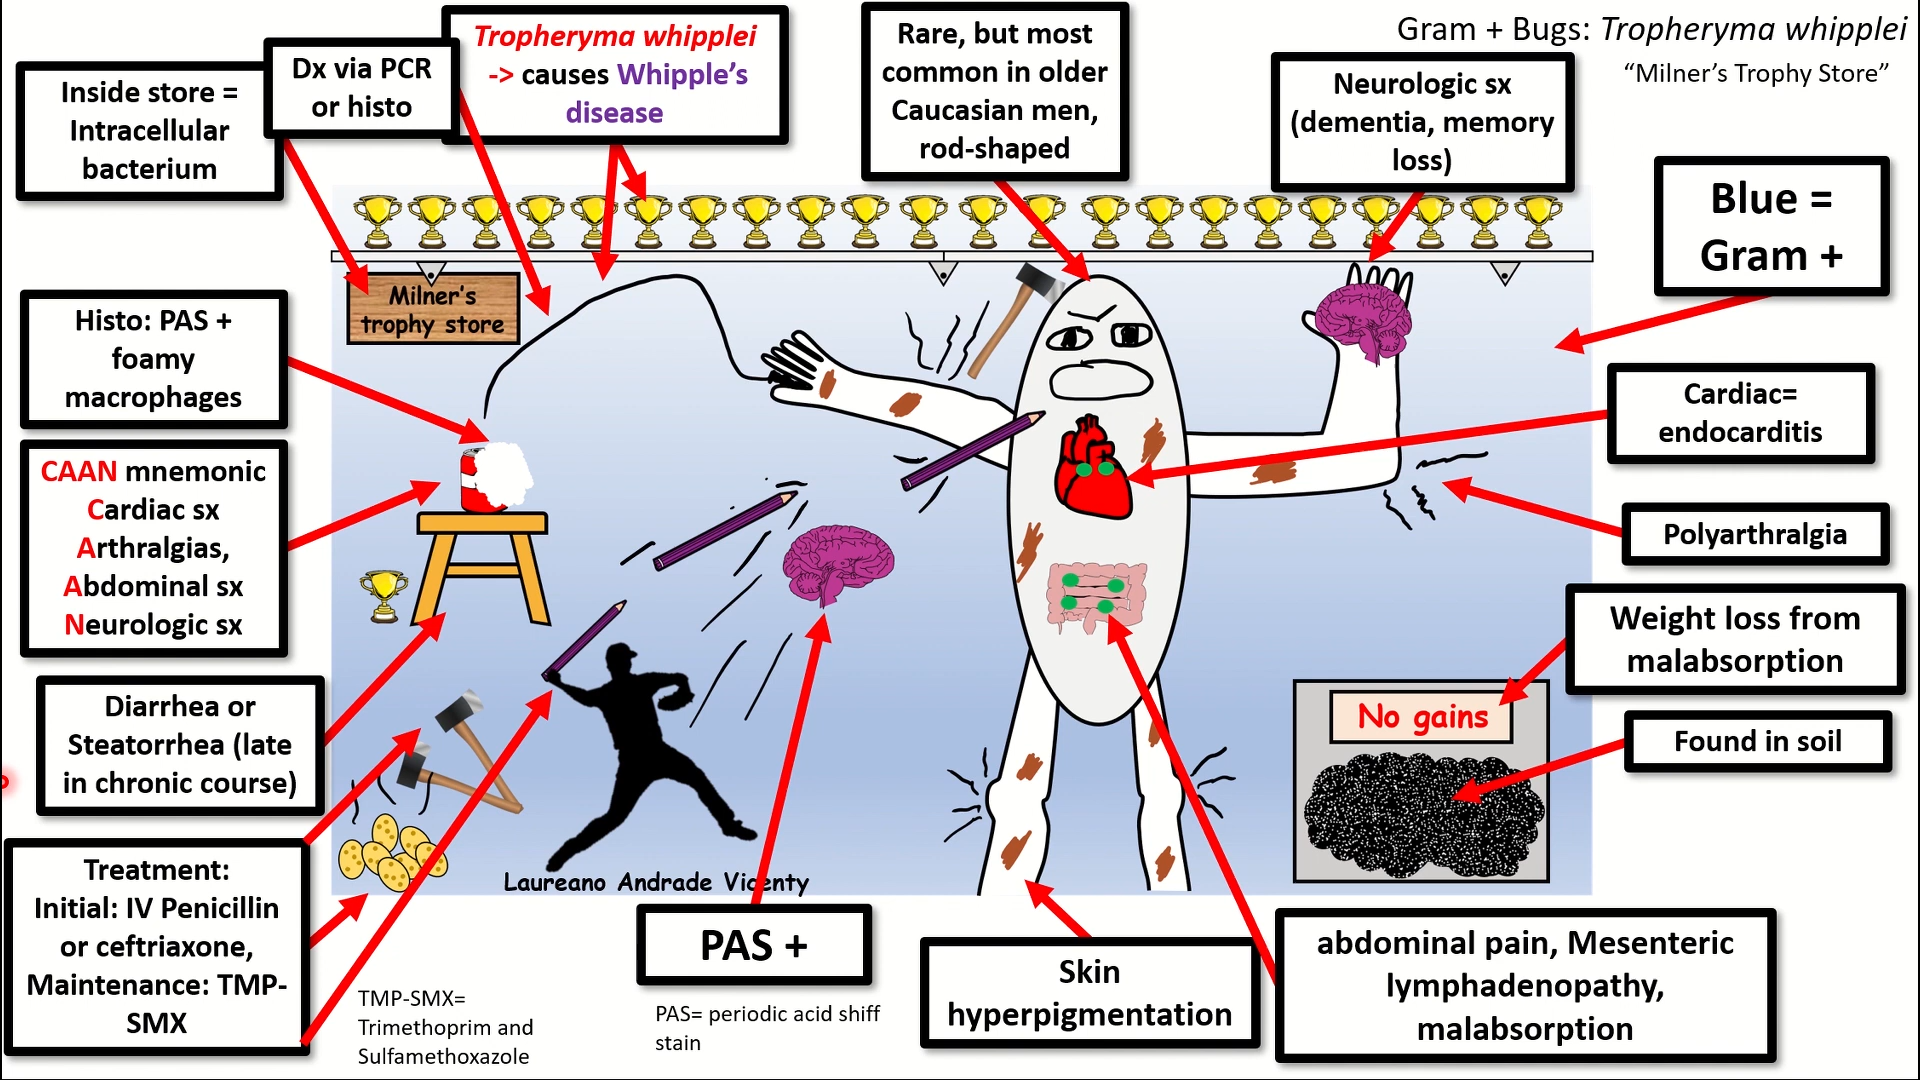 Gram + Bugs: Tropheryma whipplei
“Milner’s Trophy Store”
Inside store =
Intracellular
bacterium
Dx via PCR
or histo
Tropheryma whipplei
-> causes Whipple’s
disease
Rare, but most
common in older
Caucasian men,
rod-shaped
Neurologic sx
(dementia, memory
loss)
Blue =
Gram +
Milner's
trophy store
Histo: PAS +
foamy
macrophages
Cardiac=
endocarditis
CAAN mnemonic
Cardiac sx
Arthralgias,
Abdominal sx
Neurologic sx
Polyarthralgia
Weight loss from
malabsorption
Diarrhea or
Steatorrhea (late
in chronic course)
No gains
Found in soil
Laureano Andrade Vicenty
Treatment:
Initial: IV Penicillin
or ceftriaxone,
Maintenance: TMP-
SMX
TMP-SMX=
Trimethoprim and
Sulfamethoxazole
PAS +
PAS= periodic acid shiff
stain
Skin
hyperpigmentation
abdominal pain, Mesenteric
lymphadenopathy,
malabsorption